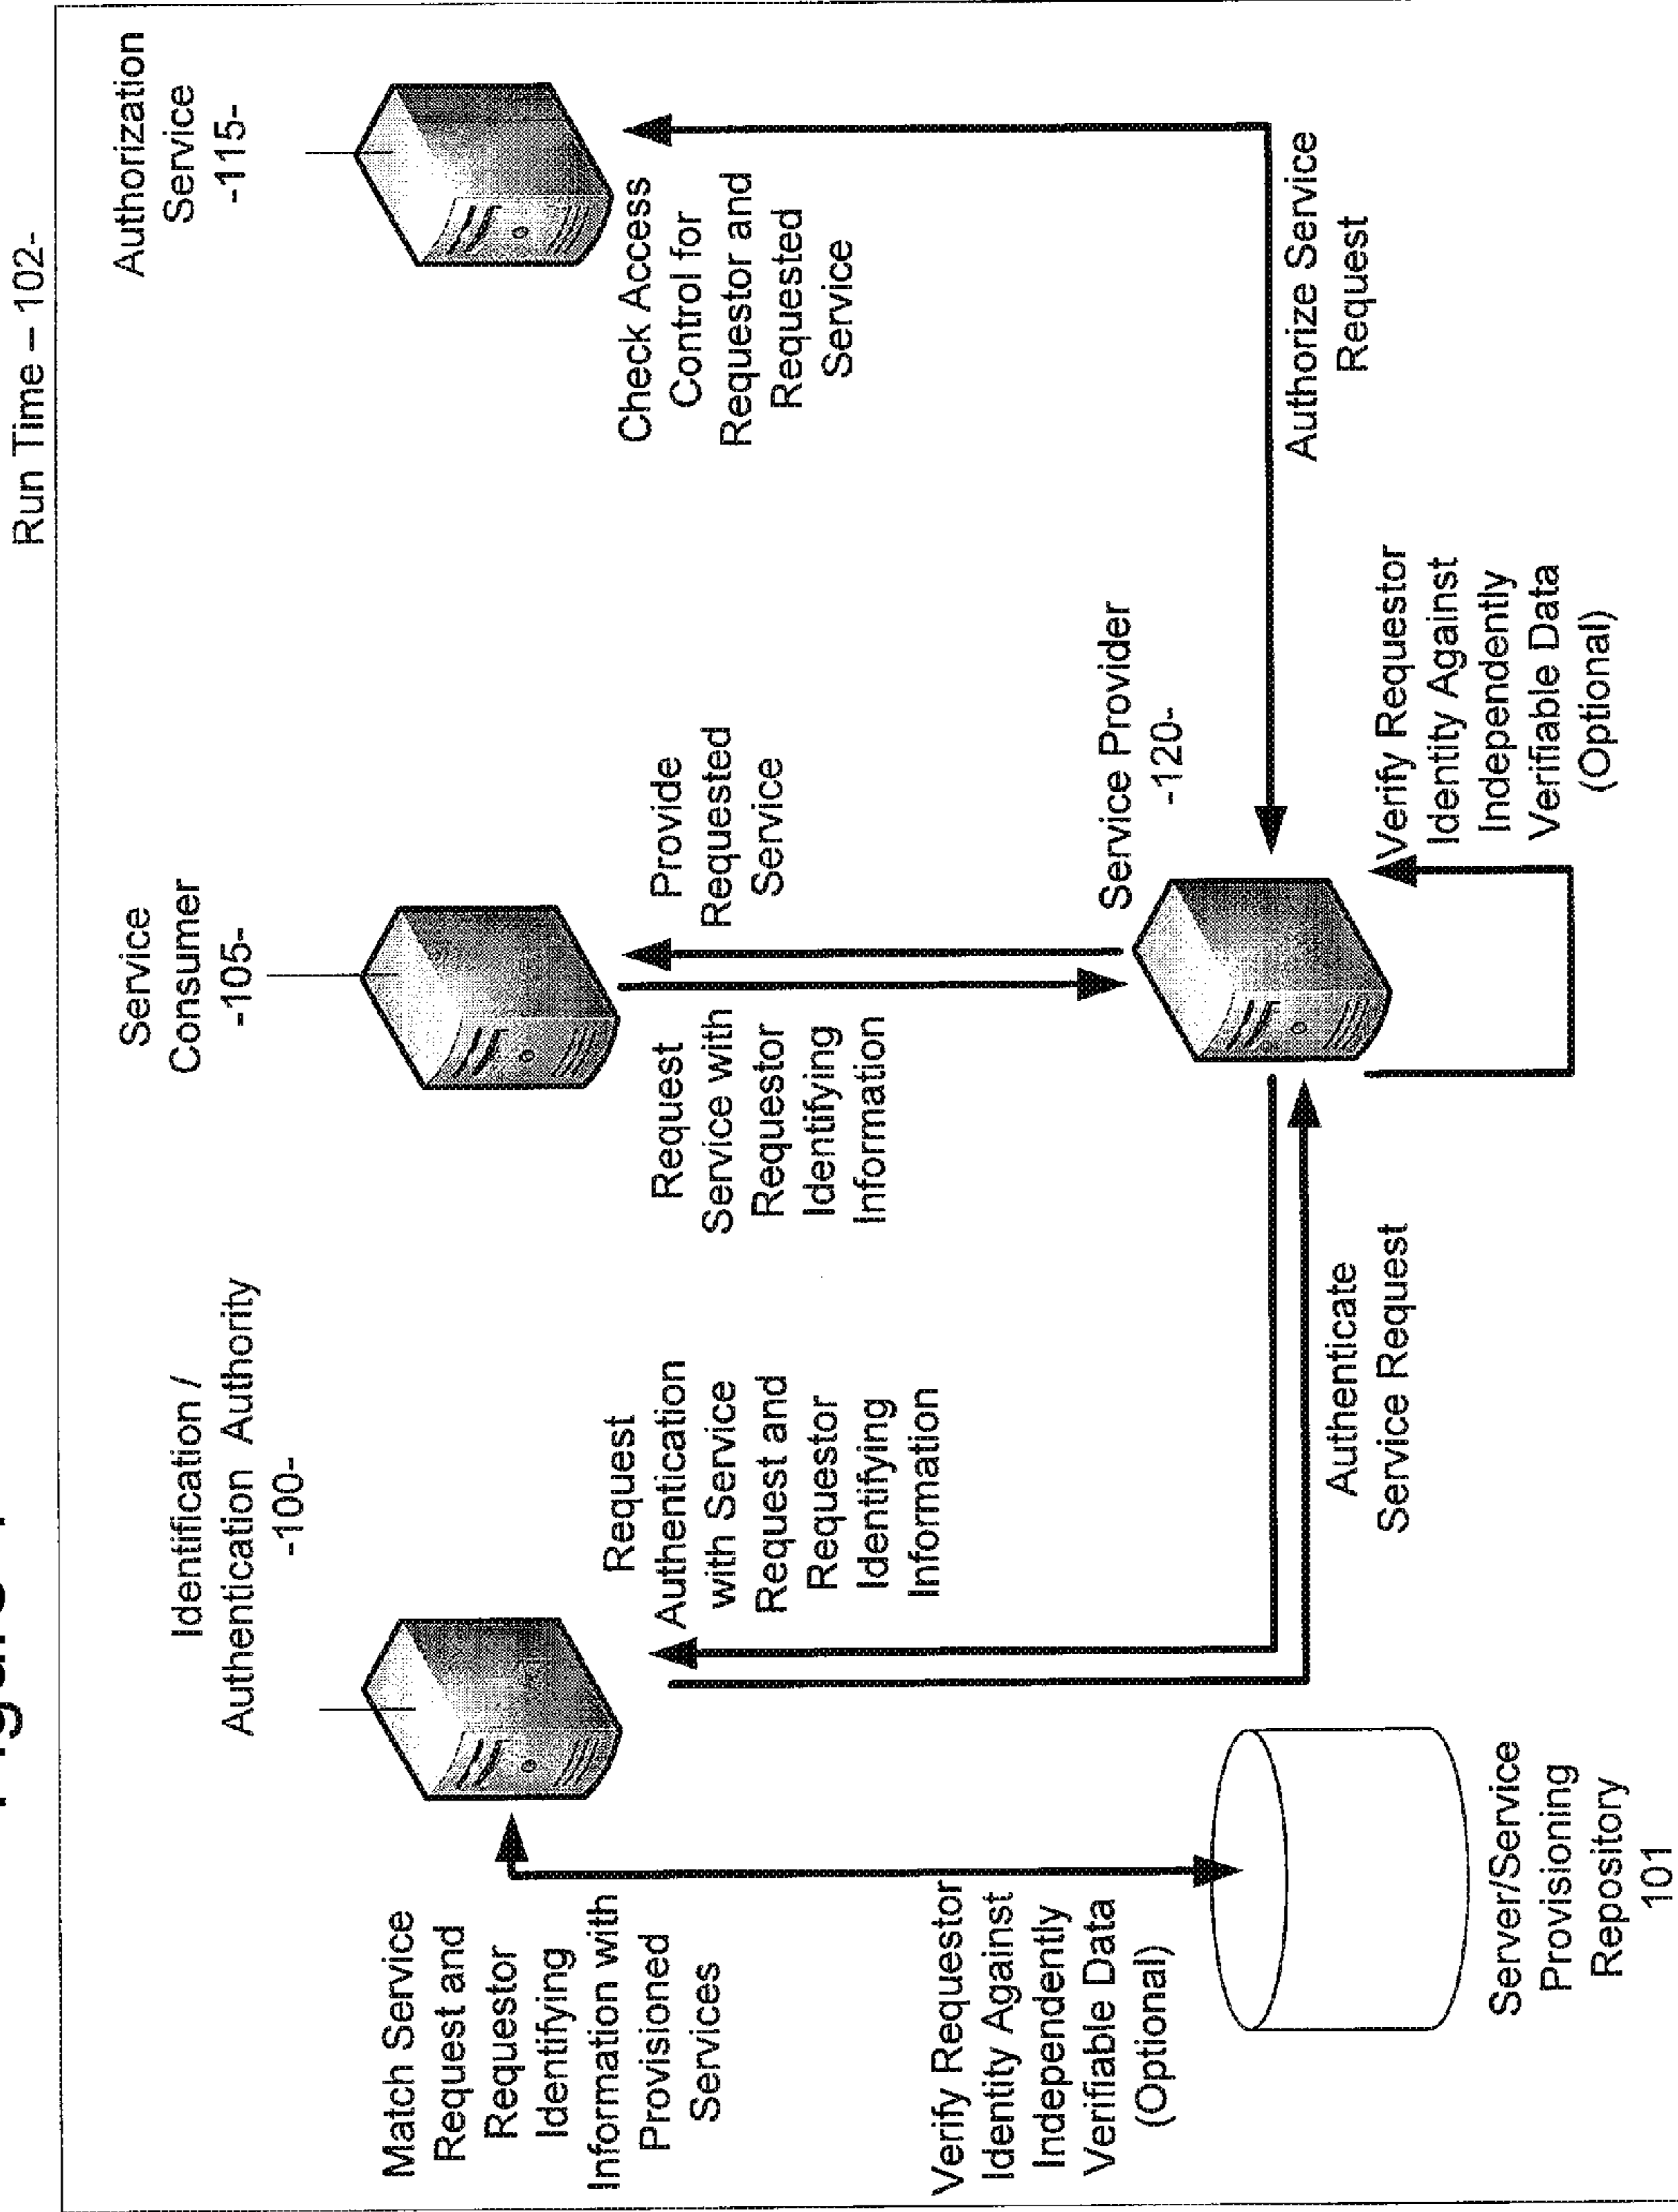 Run Time – 102-
Identification /
Authentication Authority
-100-
Service
Consumer
-105-
Authorization
Service
-115-
Match Service
Request and
Requestor
Identifying
Information with
Provisioned
Services
Request
Authentication
with Service
Request and
Requestor
Identifying
Information
Request
Service with
Requestor
Identifying
Information
Provide
Requested
Service
Check Access
Control for
Requestor and
Requested
Service
Verify Requestor
Identity Against
Independently
Verifiable Data
(Optional)
Service Provider
-120-
Authorize Service
Request
Authenticate
Service Request
Verify Requestor
Identity Against
Independently
Verifiable Data
(Optional)
Server/Service
Provisioning
Repository
101